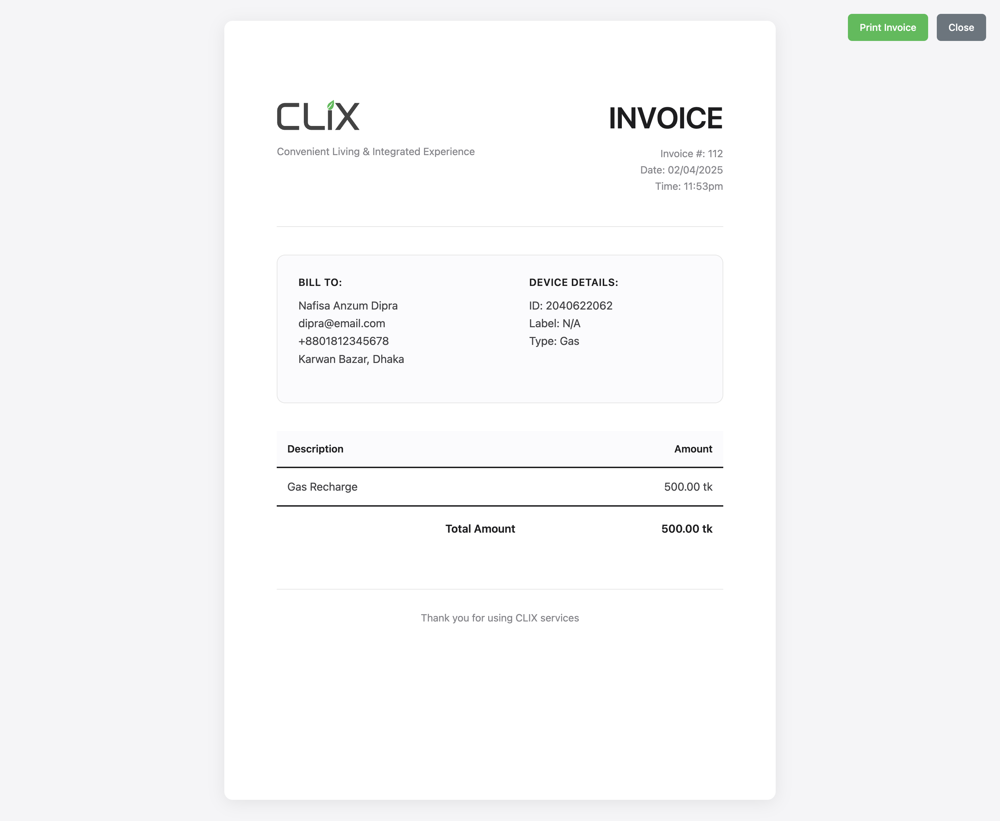 Print Invoice
Close
CLiX
Convenient Living & Integrated Experience
INVOICE
Invoice #: 112
Date: 02/04/2025
Time: 11:53pm
BILL TO:
Nafisa Anzum Dipra
dipra@email.com
+8801812345678
Karwan Bazar, Dhaka
DEVICE DETAILS:
ID: 2040622062
Label: N/A
Type: Gas
Description Amount
Gas Recharge 500.00 tk
Total Amount 500.00 tk
Thank you for using CLIX services